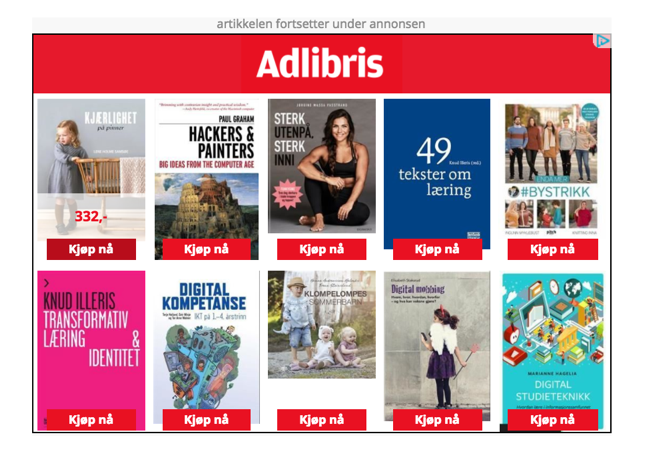 artikkelen fortsetter under annonsen
Adlibris
KJÆRLIGHET
på pinner
332,-
Kjøp nå
PAUL GRAHAM
HACKERS
& PAINTERS
BIG IDEAS FROM THE COMPUTER AGE
Kjøp nå
STERK
UTENPÅ,
STERK
INNI
Kjøp nå
49
Knud Illeris (red.)
tekster om
læring
Kjøp nå
#BYSTRIKK
Kjøp nå
KNUD ILLERIS
TRANSFORMATIV
LÆRING &
IDENTITET
Kjøp nå
DIGITAL
KOMPETANSE
IKT på 1.–4. årstrinn
Kjøp nå
KLOMPELOMPES
SOMMERBARN
Kjøp nå
Digital mobbing
Kjøp nå
MARIANNE HAGELIA
DIGITAL
STUDIETEKNIKK
Kjøp nå